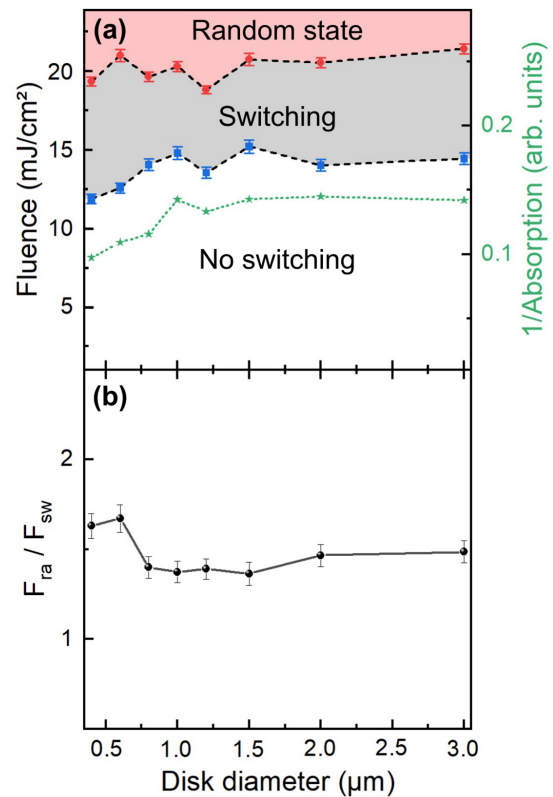 (a)
Random state
Switching
No switching
20
15
10
5
Fluence (mJ/cm²)
0.2
0.1
1/Absorption (arb. units)
(b)
2
1
F_ra / F_sw
0.5 1.0 1.5 2.0 2.5 3.0
Disk diameter (μm)